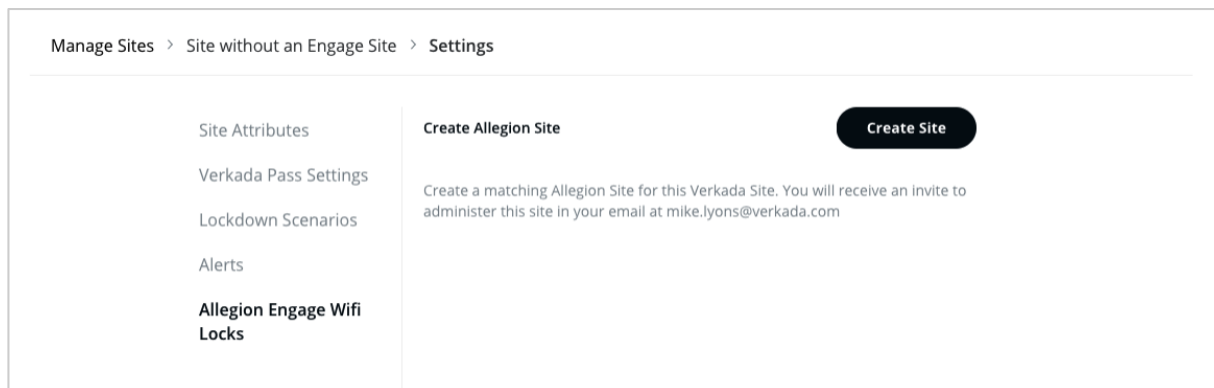 Manage Sites > Site without an Engage Site > Settings
Site Attributes
Verkada Pass Settings
Lockdown Scenarios
Alerts
Allegion Engage Wifi
Locks
Create Allegion Site
Create Site
Create a matching Allegion Site for this Verkada Site. You will receive an invite to
administer this site in your email at mike.lyons@verkada.com